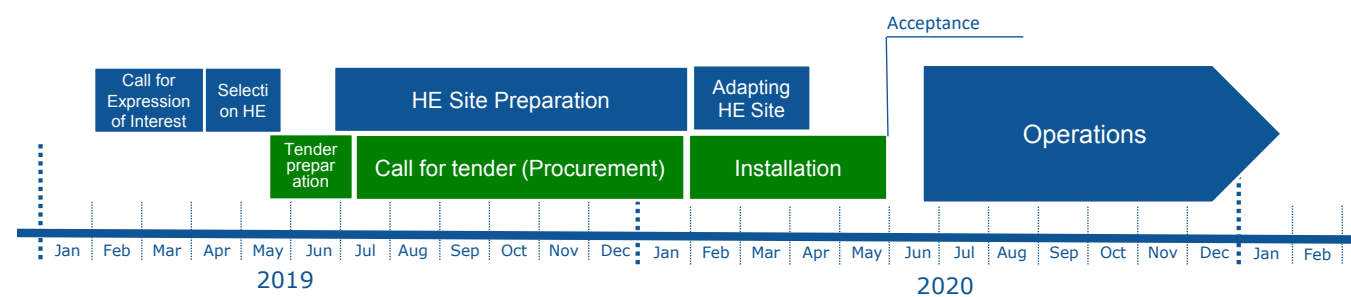 Acceptance
Call for
Expression
of Interest
Selecti
on HE
HE Site Preparation
Adapting
HE Site
Operations
Tender
prepar
ation
Call for tender (Procurement)
Installation
Jan Feb Mar Apr May Jun Jul Aug Sep Oct Nov Dec Jan Feb Mar Apr May Jun Jul Aug Sep Oct Nov Dec Jan Feb
2019 2020